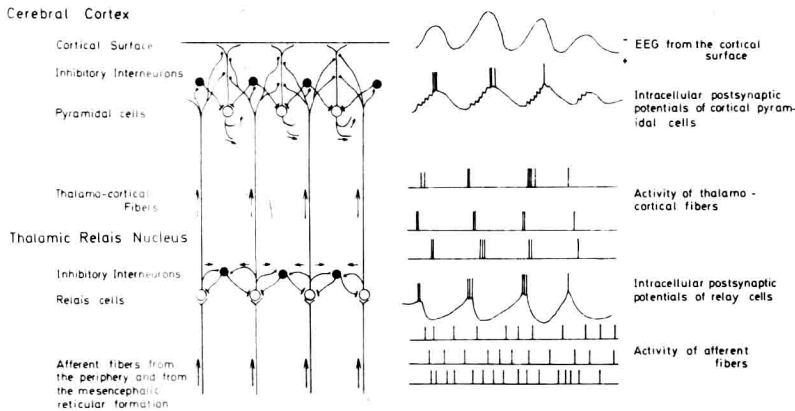 Cerebral Cortex
Cortical Surface
Inhibitory Interneurons
Pyramidal cells
Thalamo-cortical
Fibers
Thalamic Relais Nucleus
Inhibitory Interneurons
Relais cells
Afferent fibers from
the periphery and from
the mesencephalic
reticular formation
-
+
EEG from the cortical
surface
Intracellular postsynaptic
potentials of cortical pyram-
idal cells
Activity of thalamo-
cortical fibers
Intracellular postsynaptic
potentials of relay cells
Activity of afferent
fibers